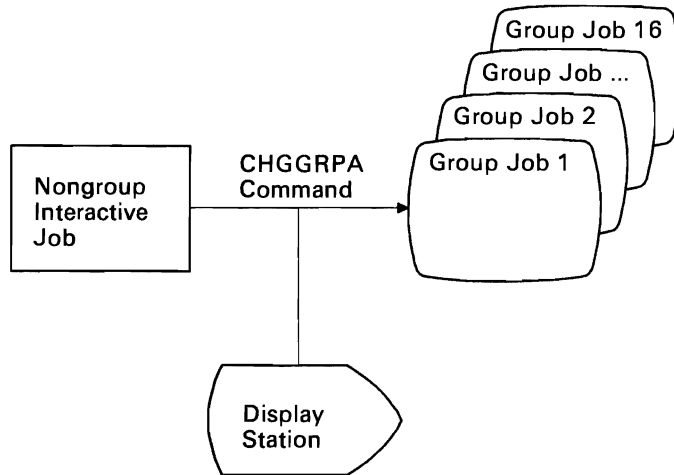 Group Job 16
Group Job ...
Group Job 2
Group Job 1
CHGGRPA
Command
Nongroup
Interactive
Job
Display
Station